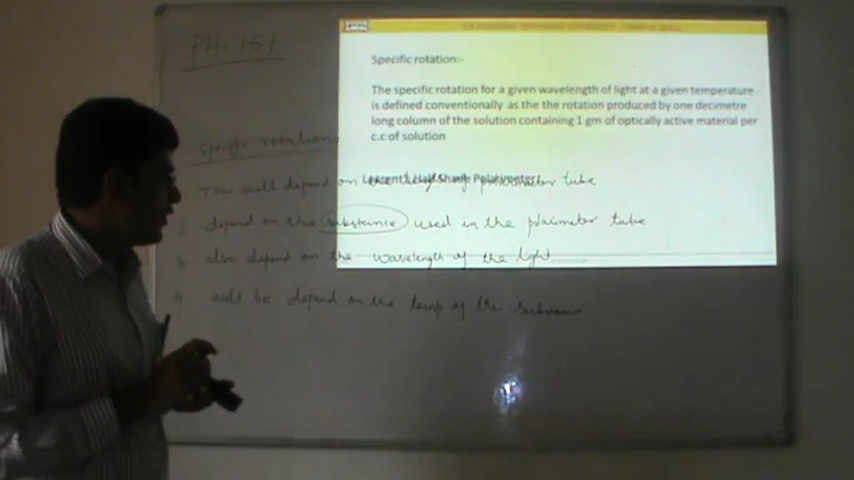 PH-151
Specific rotation:-
The specific rotation for a given wavelength of light at a given temperature
is defined conventionally as the the rotation produced by one decimetre
long column of the solution containing 1 gm of optically active material per
c.c of solution
Specific rotation
Laurent's Half Shade Polarimeter
This will depend on the length of polarimeter tube
2 depend on the substance used in the polarimeter tube
3 also depend on the wavelength of the light
4 will be depend on the temp of the substance